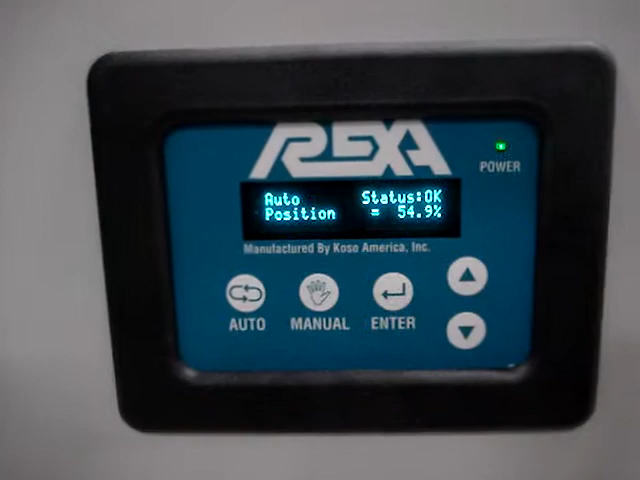 REXA
POWER
Auto Status:OK
Position = 54.9%
Manufactured By Koso America, Inc.
AUTO MANUAL ENTER